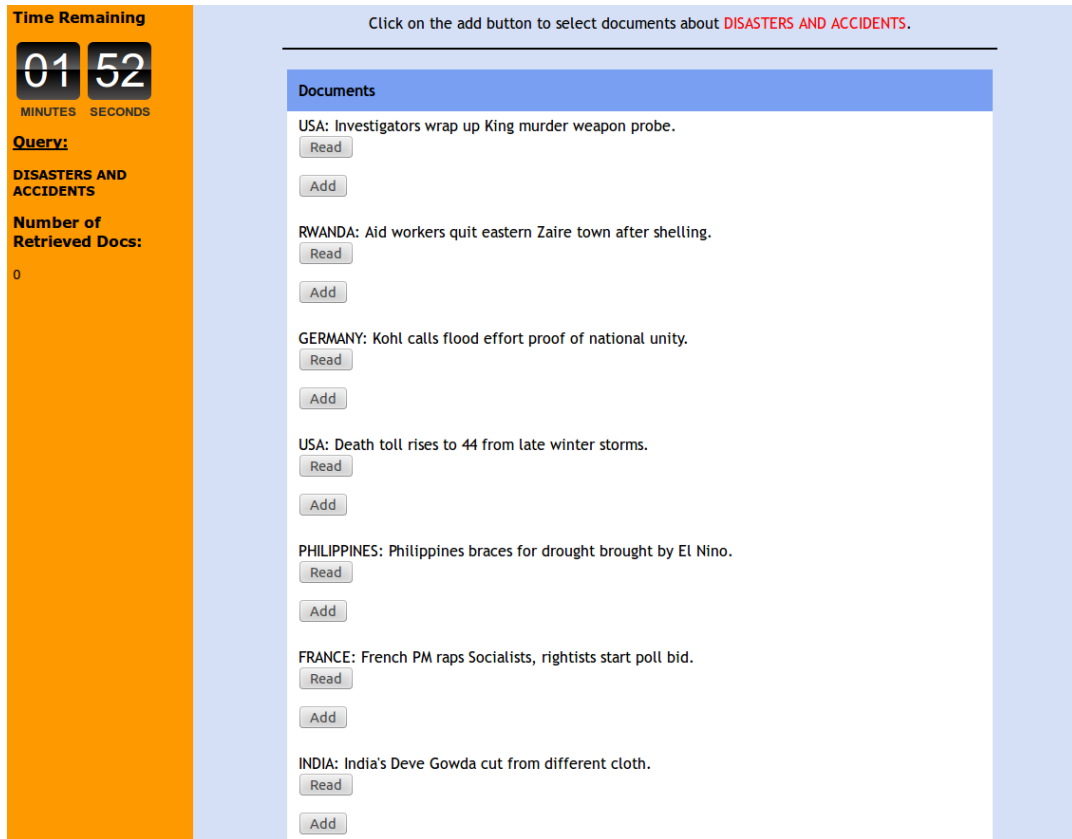 Time Remaining
01 52
MINUTES SECONDS
Query:
DISASTERS AND
ACCIDENTS
Number of
Retrieved Docs:
0
Click on the add button to select documents about DISASTERS AND ACCIDENTS.
Documents
USA: Investigators wrap up King murder weapon probe.
Read
Add
RWANDA: Aid workers quit eastern Zaire town after shelling.
Read
Add
GERMANY: Kohl calls flood effort proof of national unity.
Read
Add
USA: Death toll rises to 44 from late winter storms.
Read
Add
PHILIPPINES: Philippines braces for drought brought by El Nino.
Read
Add
FRANCE: French PM raps Socialists, rightists start poll bid.
Read
Add
INDIA: India's Deve Gowda cut from different cloth.
Read
Add